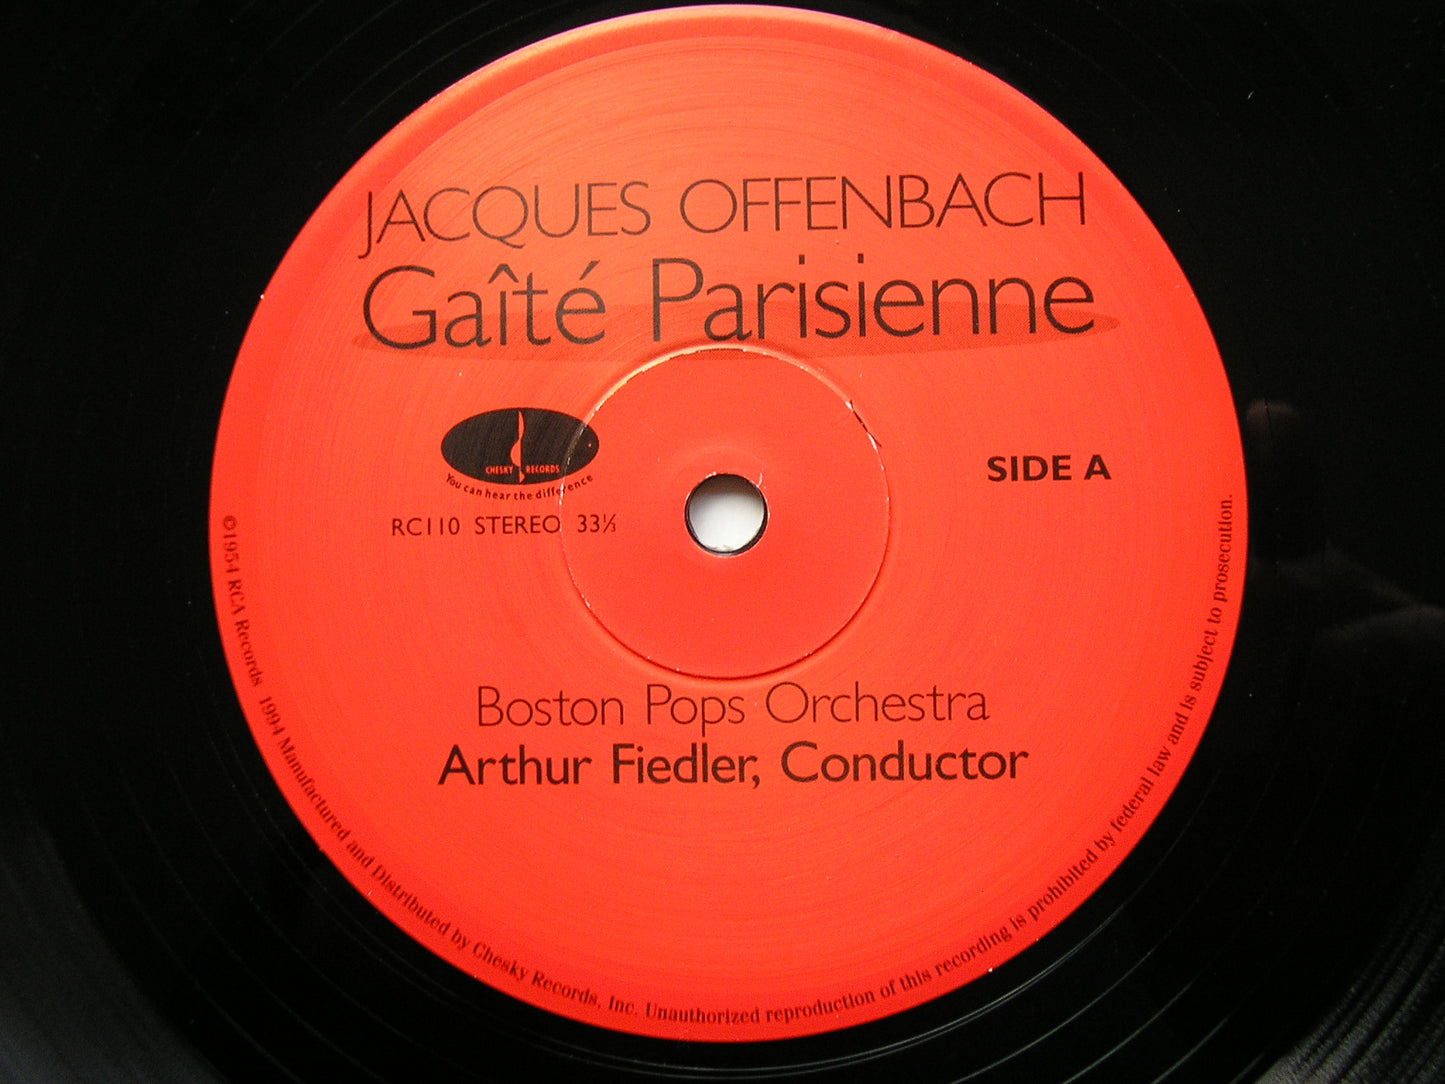 JACQUES OFFENBACH
Gaîté Parisienne
CHESKY RECORDS
You can hear the difference
RC110 STEREO 33⅓
SIDE A
Boston Pops Orchestra
Arthur Fiedler, Conductor
©1954 RCA Records 1994 Manufactured and Distributed by Chesky Records, Inc. Unauthorized reproduction of this recording is prohibited by federal law and is subject to prosecution.